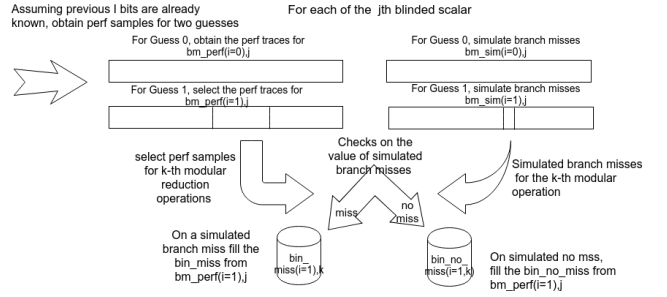 Assuming previous I bits are already
known, obtain perf samples for two guesses
For each of the jth blinded scalar
For Guess 0, obtain the perf traces for
bm_perf(i=0),j
For Guess 0, simulate branch misses
bm_sim(i=0),j
For Guess 1, select the perf traces for
bm_perf(i=1),j
For Guess 1, simulate branch misses
bm_sim(i=1),j
select perf samples
for k-th modular
reduction
operations
Checks on the
value of simulated
branch misses
Simulated branch misses
for the k-th modular
operation
miss
no
miss
On a simulated
branch miss fill the
bin_miss from
bm_perf(i=1),j
bin_
miss(i=1),k
bin_no_
miss(i=1,k)
On simulated no mss,
fill the bin_no_miss from
bm_perf(i=1),j